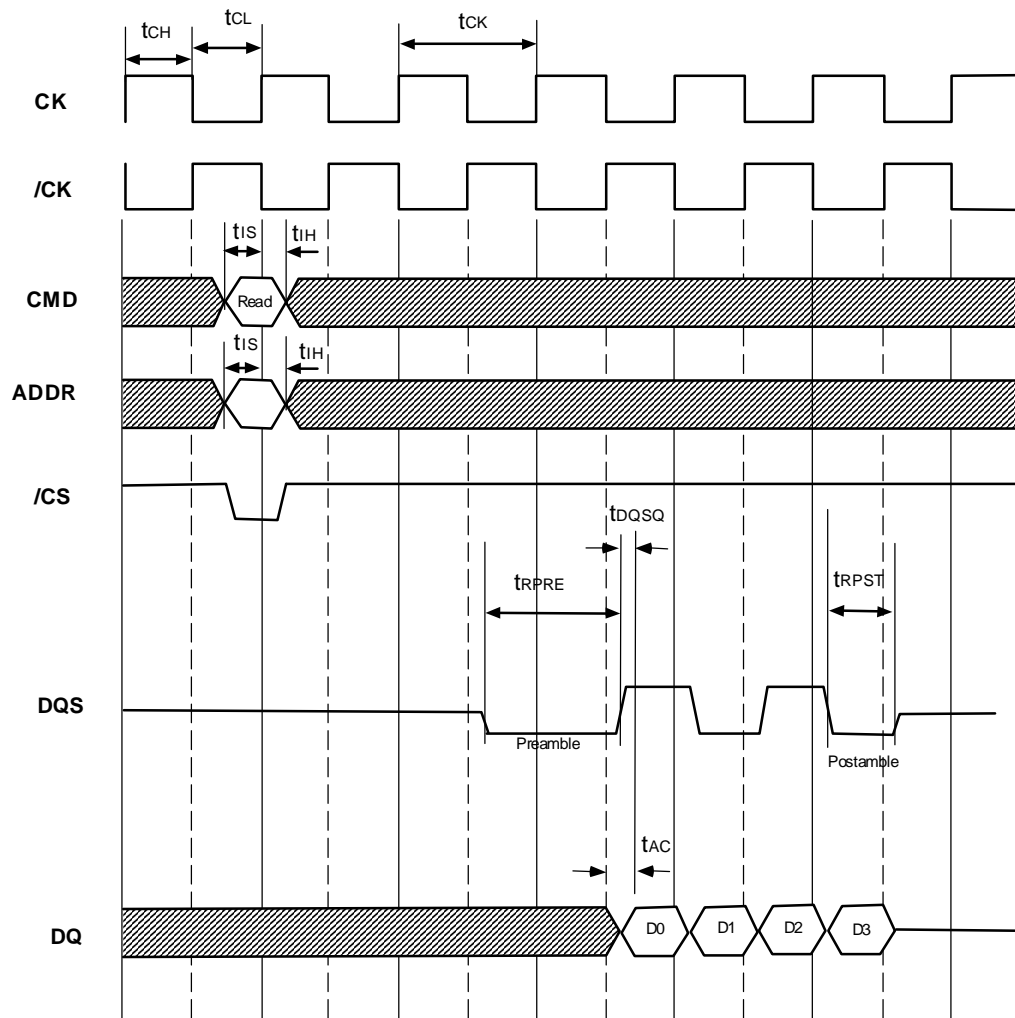 tCH tCL tCK
CK
/CK
tIS tIH
CMD Read
tIS tIH
ADDR
/CS
tDQSQ
tRPRE tRPST
DQS
Preamble Postamble
tAC
DQ D0 D1 D2 D3